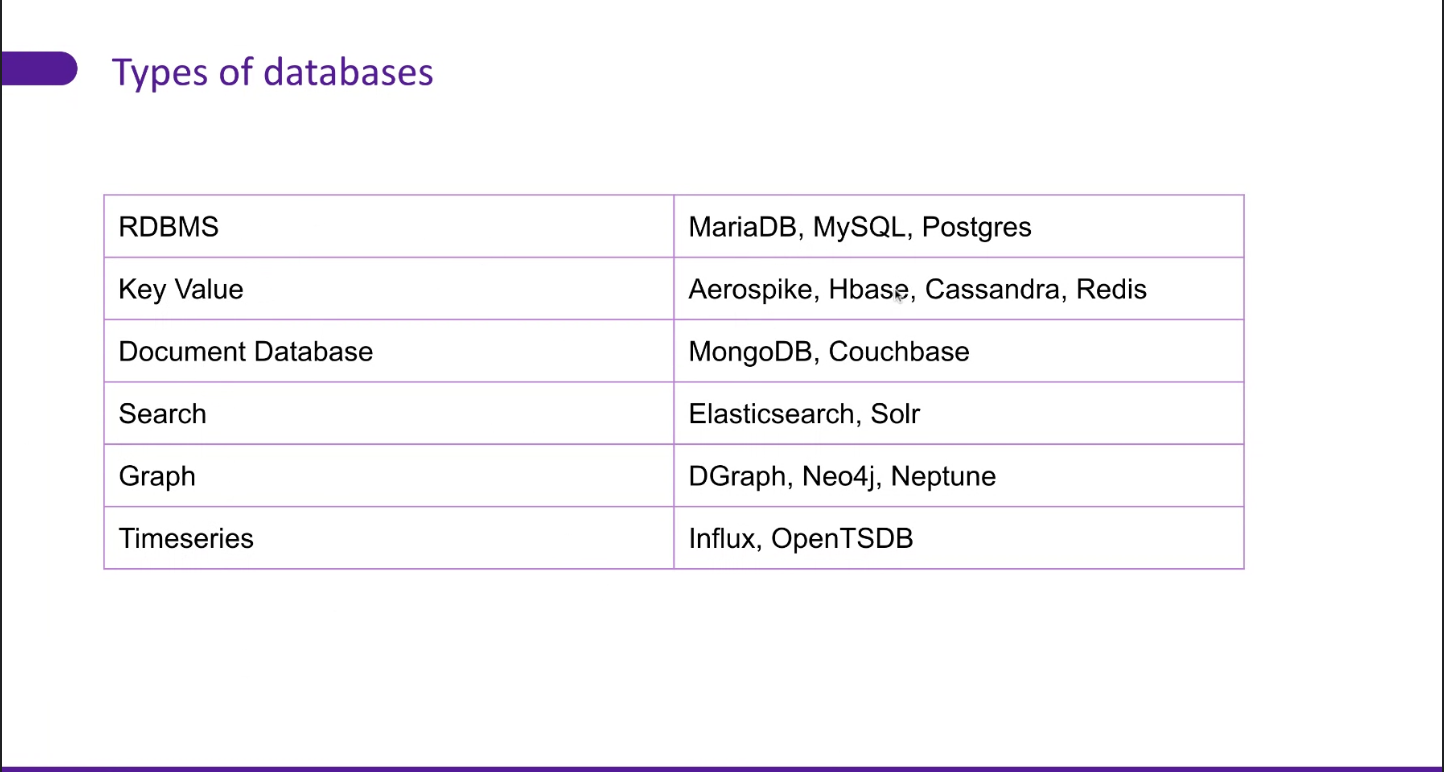 Types of databases
RDBMS MariaDB, MySQL, Postgres
Key Value Aerospike, Hbase, Cassandra, Redis
Document Database MongoDB, Couchbase
Search Elasticsearch, Solr
Graph DGraph, Neo4j, Neptune
Timeseries Influx, OpenTSDB